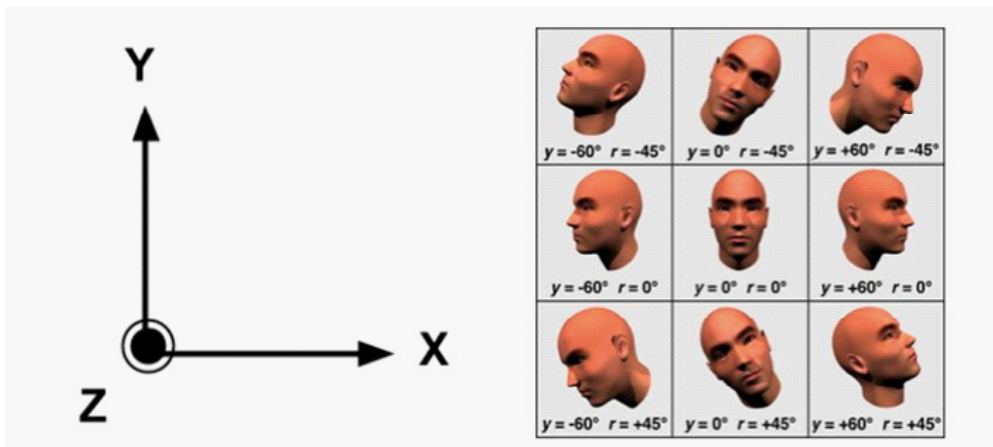 Y
X
Z
y = -60° r = -45°
y = 0° r = -45°
y = +60° r = -45°
y = -60° r = 0°
y = 0° r = 0°
y = +60° r = 0°
y = -60° r = +45°
y = 0° r = +45°
y = +60° r = +45°